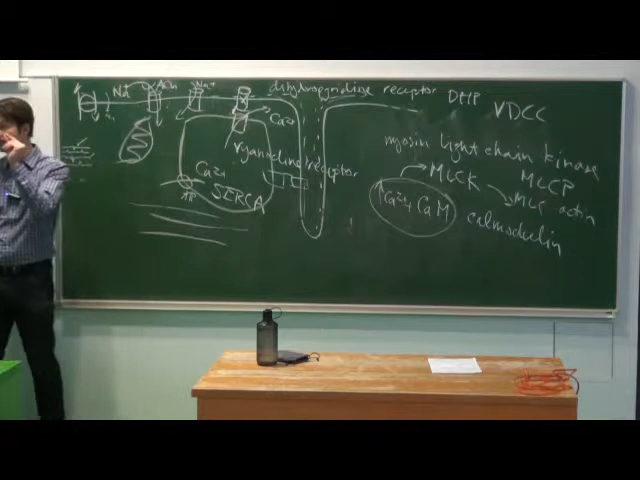 Na ACh Na+ dihydropyridine receptor DHP VDCC
Ca2+
ryanodine receptor
Ca2+
SERCA
myosin light chain kinase
MLCK MLCP
MLC actin
Ca2+ CaM calmodulin